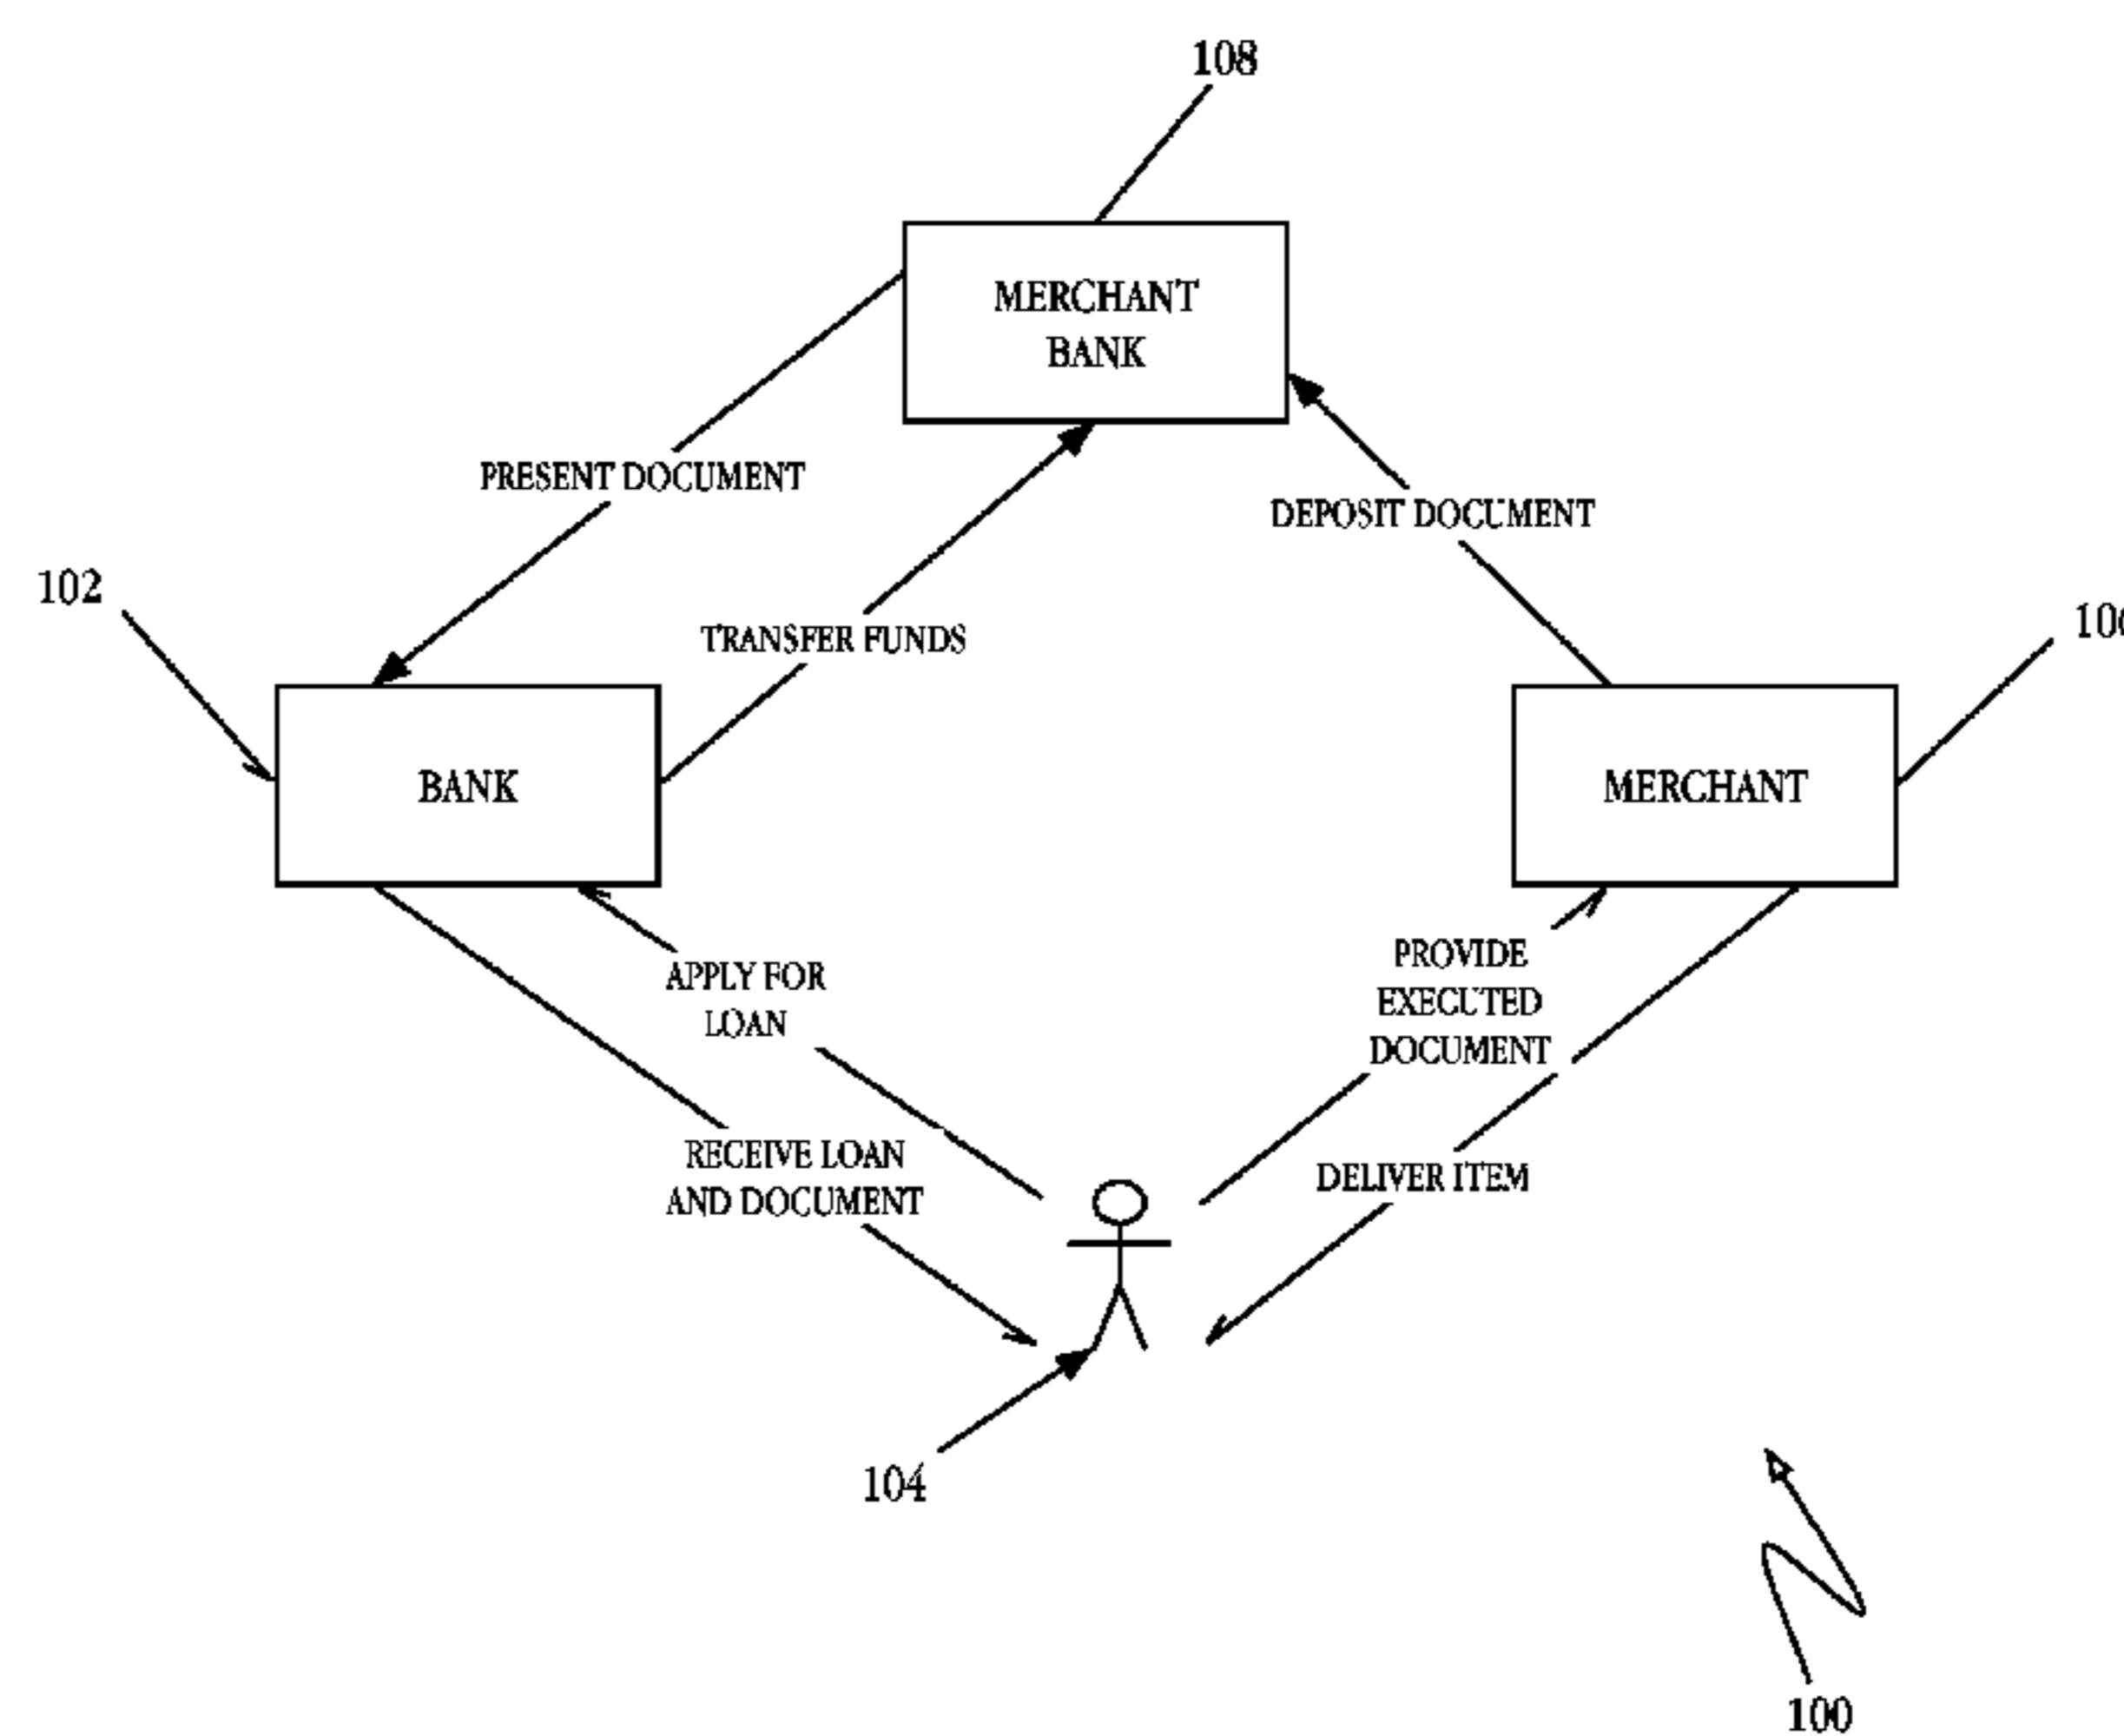 108
MERCHANT
BANK
PRESENT DOCUMENT
DEPOSIT DOCUMENT
102
TRANSFER FUNDS
BANK
MERCHANT
APPLY FOR
LOAN
PROVIDE
EXECUTED
DOCUMENT
RECEIVE LOAN
AND DOCUMENT
DELIVER ITEM
104
100